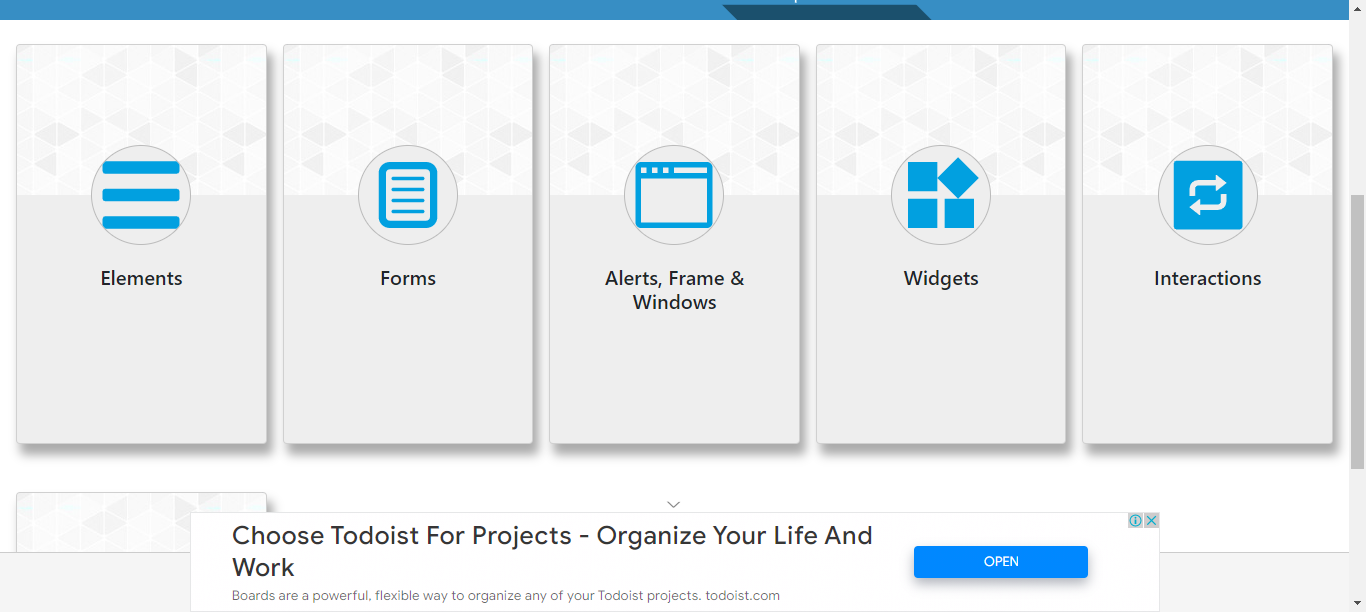 Elements
Forms
Alerts, Frame &
Windows
Widgets
Interactions
Choose Todoist For Projects - Organize Your Life And
Work
Boards are a powerful, flexible way to organize any of your Todoist projects. todoist.com
OPEN